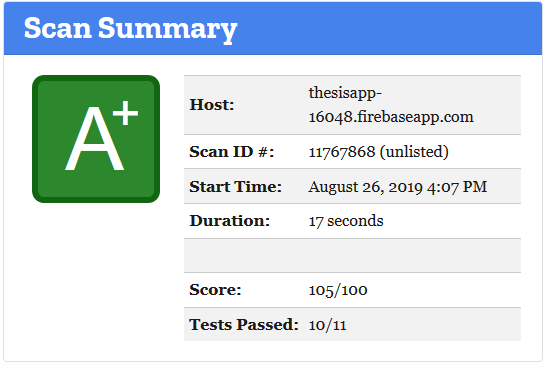 Scan Summary
A+
Host:
thesisapp-
16048.firebaseapp.com
Scan ID #: 11767868 (unlisted)
Start Time: August 26, 2019 4:07 PM
Duration: 17 seconds
Score: 105/100
Tests Passed: 10/11